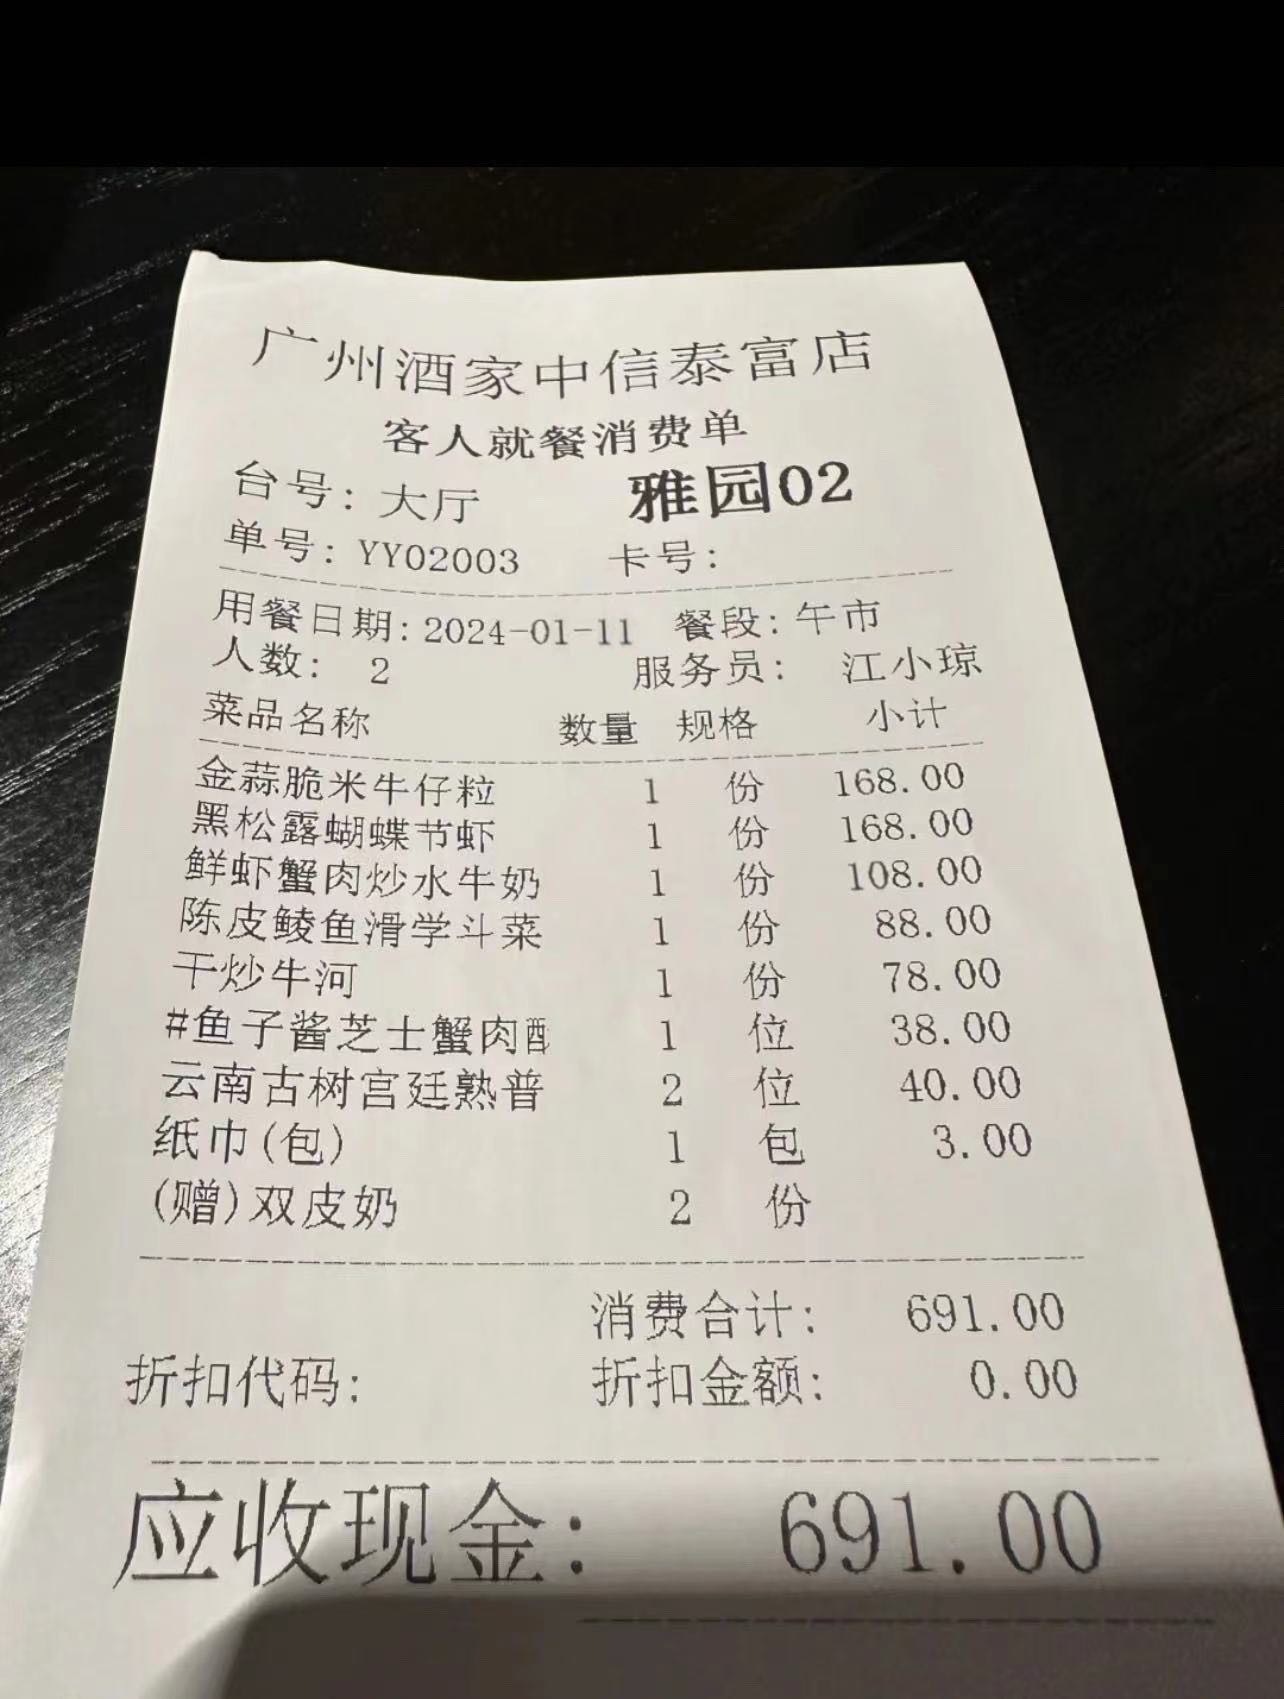 广州酒家中信泰富店
客人就餐消费单
台号: 大厅 雅园02
单号: YY02003 卡号:
用餐日期: 2024-01-11 餐段: 午市
人数: 2 服务员: 江小琼
菜品名称 数量 规格 小计
金蒜脆米牛仔粒 1 份 168.00
黑松露蝴蝶节虾 1 份 168.00
鲜虾蟹肉炒水牛奶 1 份 108.00
陈皮鲮鱼滑学斗菜 1 份 88.00
干炒牛河 1 份 78.00
#鱼子酱芝士蟹肉 1 位 38.00
云南古树宫廷熟普 2 位 40.00
纸巾(包) 1 包 3.00
(赠)双皮奶 2 份
消费合计: 691.00
折扣代码: 折扣金额: 0.00
应收现金: 691.00